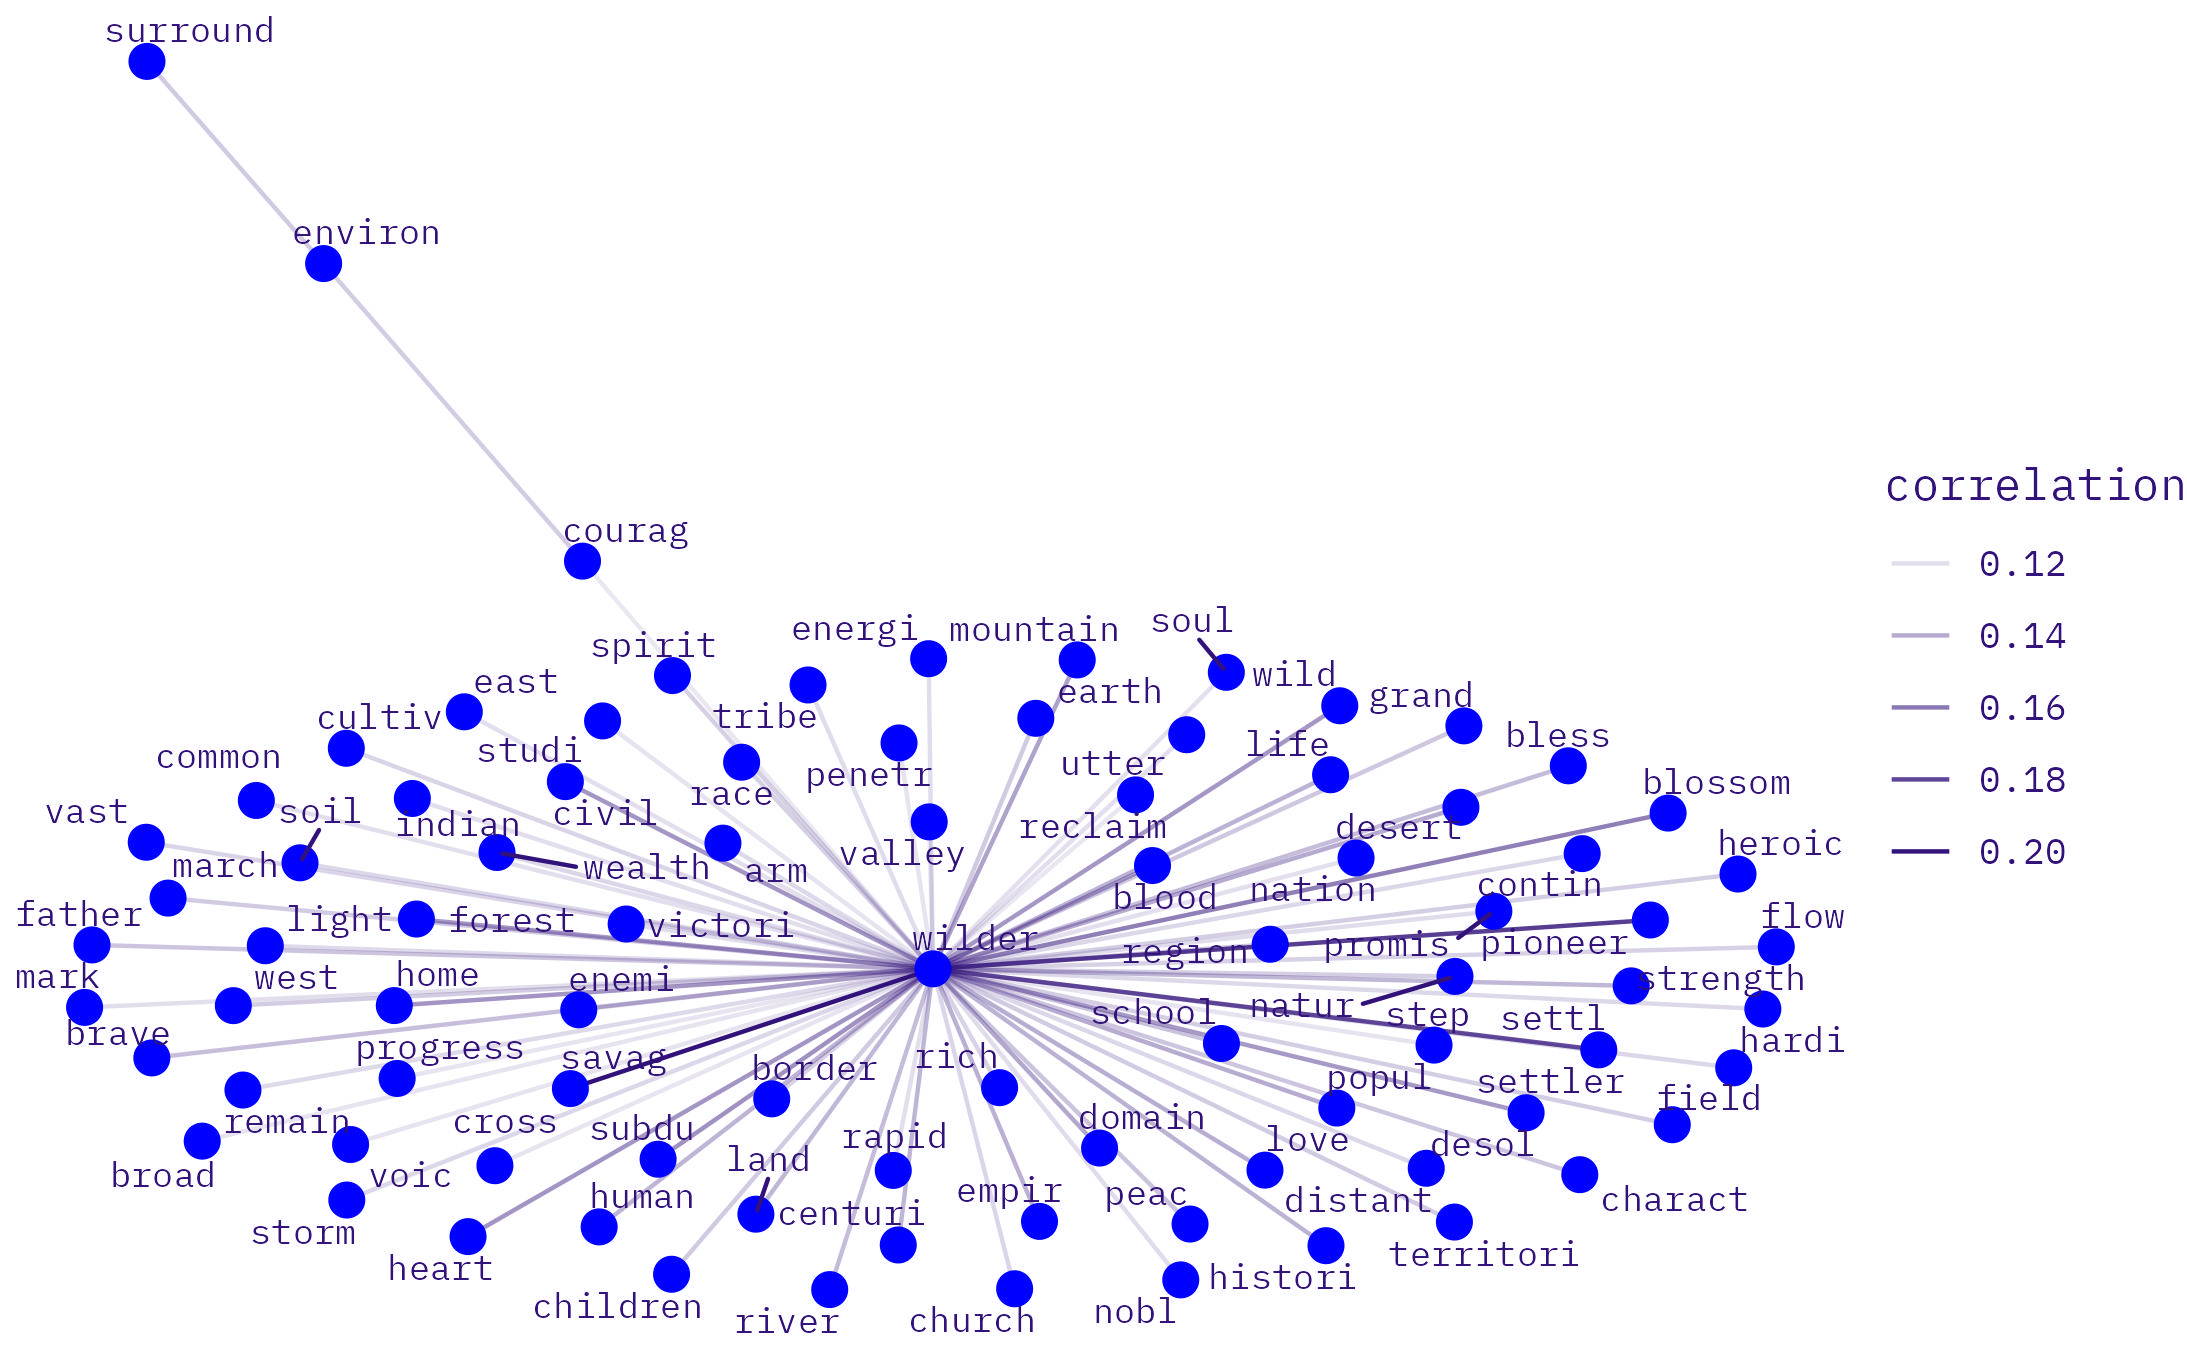 surround
environ
courag
correlation
0.12
0.14
0.16
0.18
0.20
energi
mountain
soul
spirit
east
wild
earth
grand
cultiv
tribe
studi
life
bless
common
utter
penetr
race
blossom
vast
soil
indian
civil
reclaim
desert
heroic
march
wealth
arm
valley
blood
nation
contin
father
light
forest
victori
wilder
region
promis
pioneer
flow
mark
west
home
enemi
natur
strength
brave
school
step
settl
hardi
progress
savag
border
rich
popul
settler
field
remain
cross
subdu
rapid
domain
love
desol
broad
voic
land
human
centuri
empir
peac
distant
charact
storm
heart
territori
histori
children
river
church
nobl